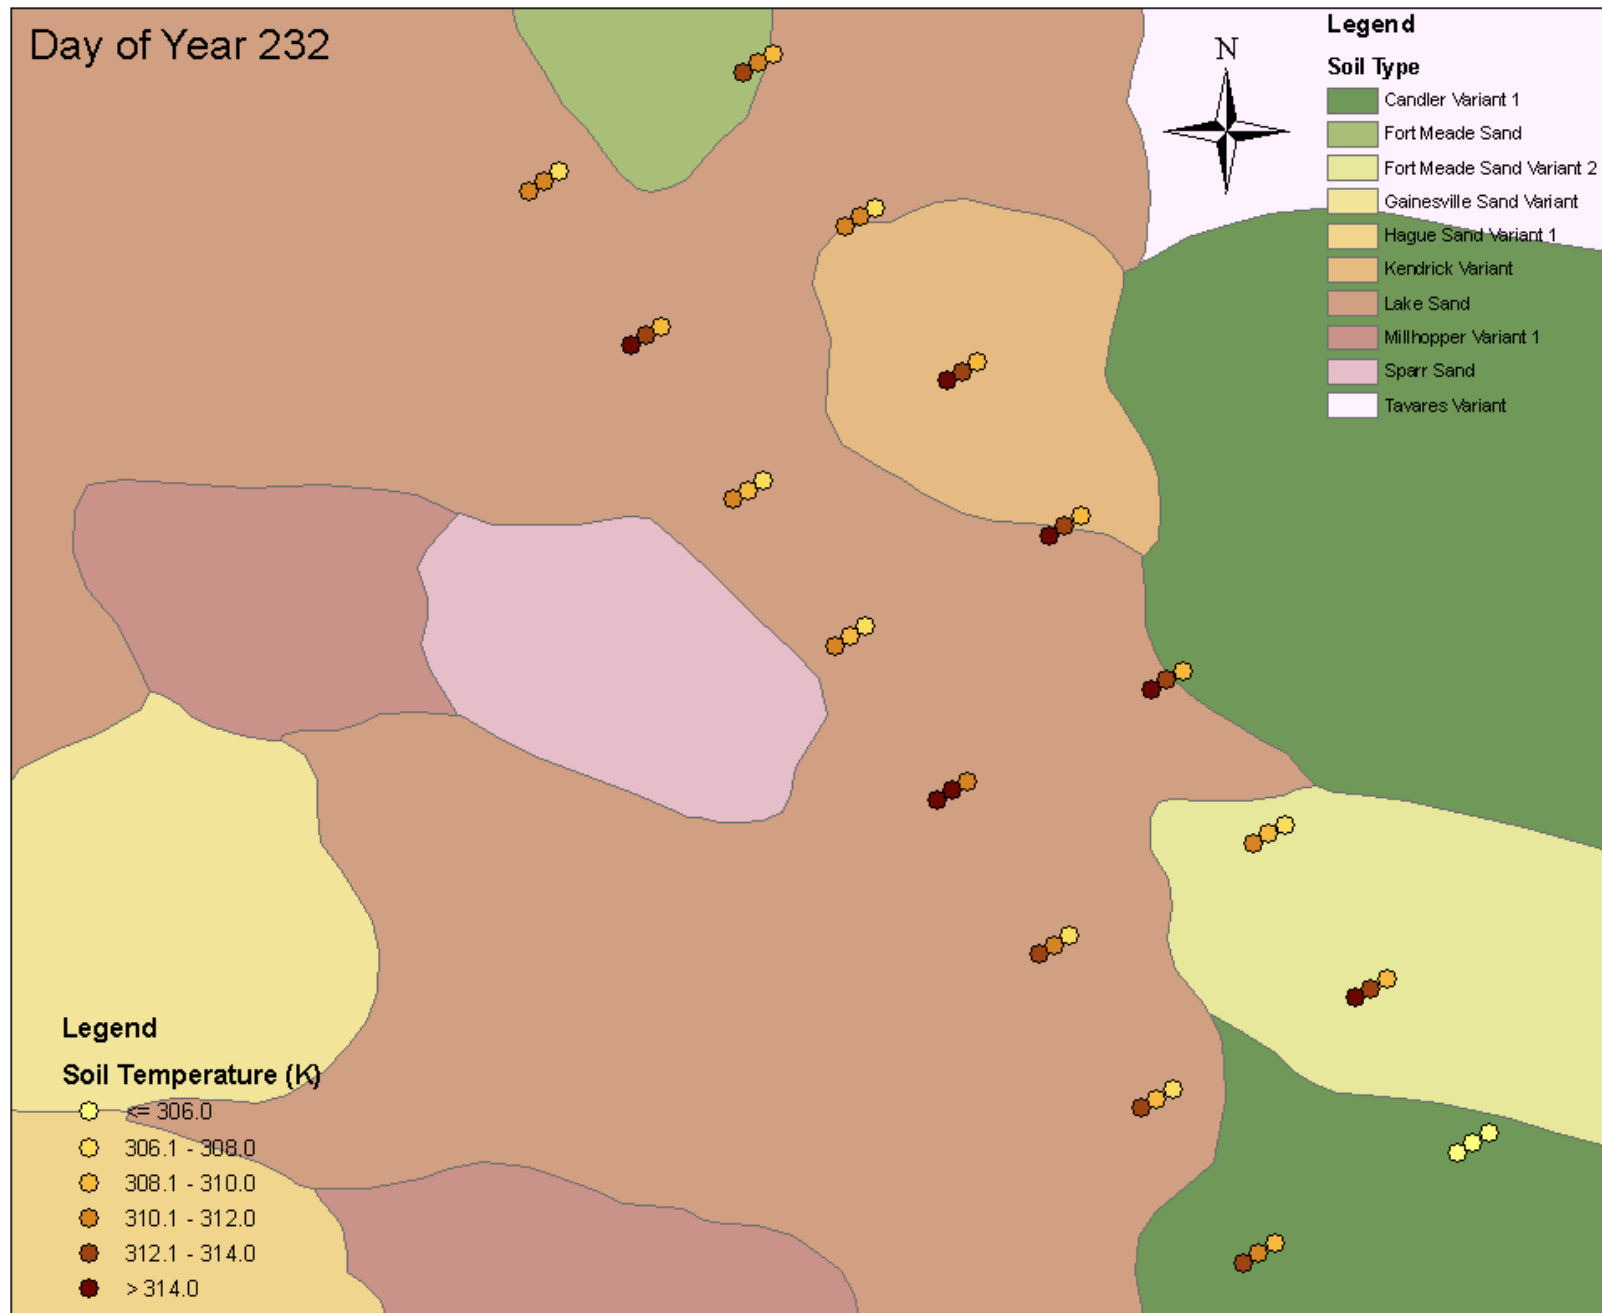 Day of Year 232
N
Legend
Soil Type
Candler Variant 1
Fort Meade Sand
Fort Meade Sand Variant 2
Gainesville Sand Variant
Hague Sand Variant 1
Kendrick Variant
Lake Sand
Millhopper Variant 1
Sparr Sand
Tavares Variant
Legend
Soil Temperature (K)
<= 306.0
306.1 - 308.0
308.1 - 310.0
310.1 - 312.0
312.1 - 314.0
> 314.0